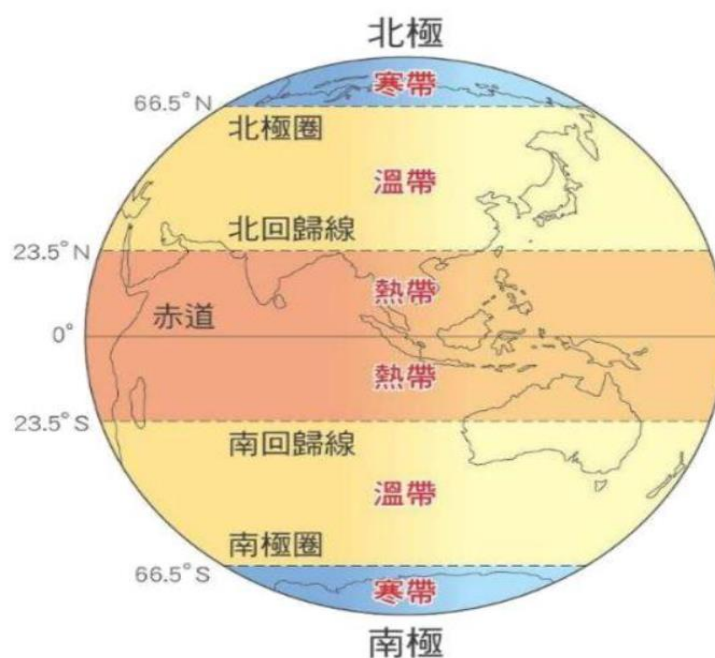 北極
寒帶
66.5°N
北極圈
溫帶
北回歸線
23.5°N
熱帶
赤道
0°
熱帶
23.5°S
南回歸線
溫帶
南極圈
66.5°S
寒帶
南極